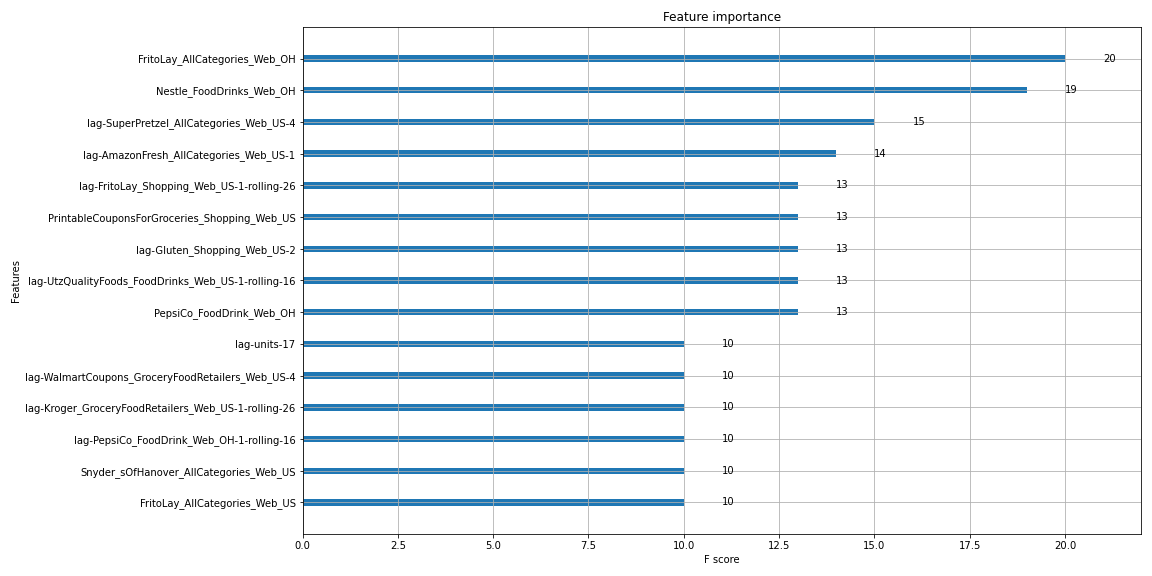 Feature importance
FritoLay_AllCategories_Web_OH
20
Nestle_FoodDrinks_Web_OH
19
lag-SuperPretzel_AllCategories_Web_US-4
15
lag-AmazonFresh_AllCategories_Web_US-1
14
lag-FritoLay_Shopping_Web_US-1-rolling-26
13
PrintableCouponsForGroceries_Shopping_Web_US
13
lag-Gluten_Shopping_Web_US-2
13
lag-UtzQualityFoods_FoodDrinks_Web_US-1-rolling-16
13
PepsiCo_FoodDrink_Web_OH
13
lag-units-17
10
lag-WalmartCoupons_GroceryFoodRetailers_Web_US-4
10
lag-Kroger_GroceryFoodRetailers_Web_US-1-rolling-26
10
lag-PepsiCo_FoodDrink_Web_OH-1-rolling-16
10
Snyder_sOfHanover_AllCategories_Web_US
10
FritoLay_AllCategories_Web_US
10
Features
0.0 2.5 5.0 7.5 10.0 12.5 15.0 17.5 20.0
F score